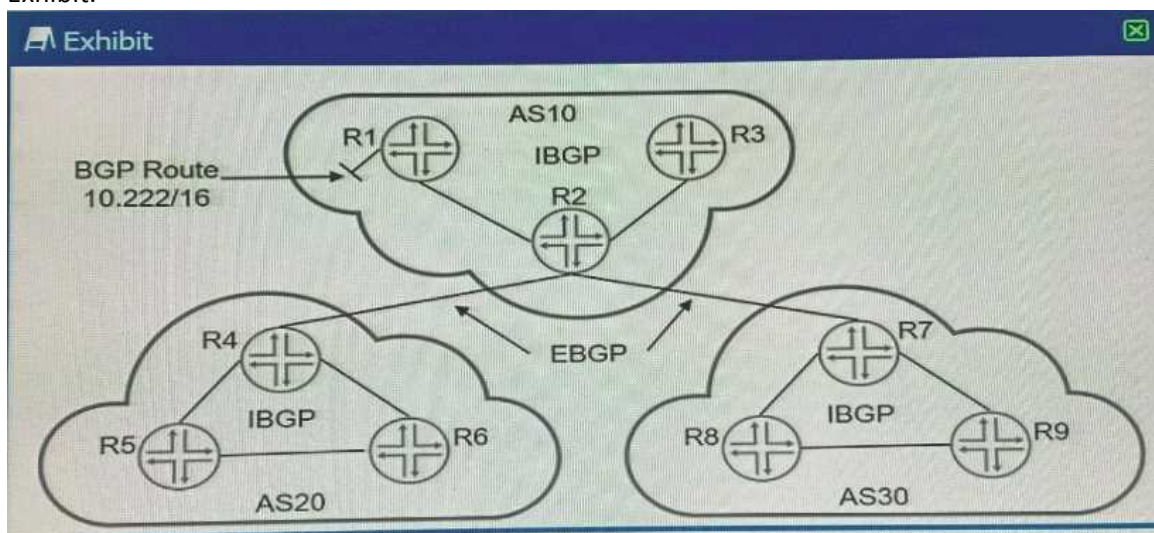 Exhibit
AS10
R1
R3
IBGP
BGP Route
10.222/16
R2
R4
EBGP
R7
IBGP
IBGP
R5
R6
R8
R9
AS20
AS30